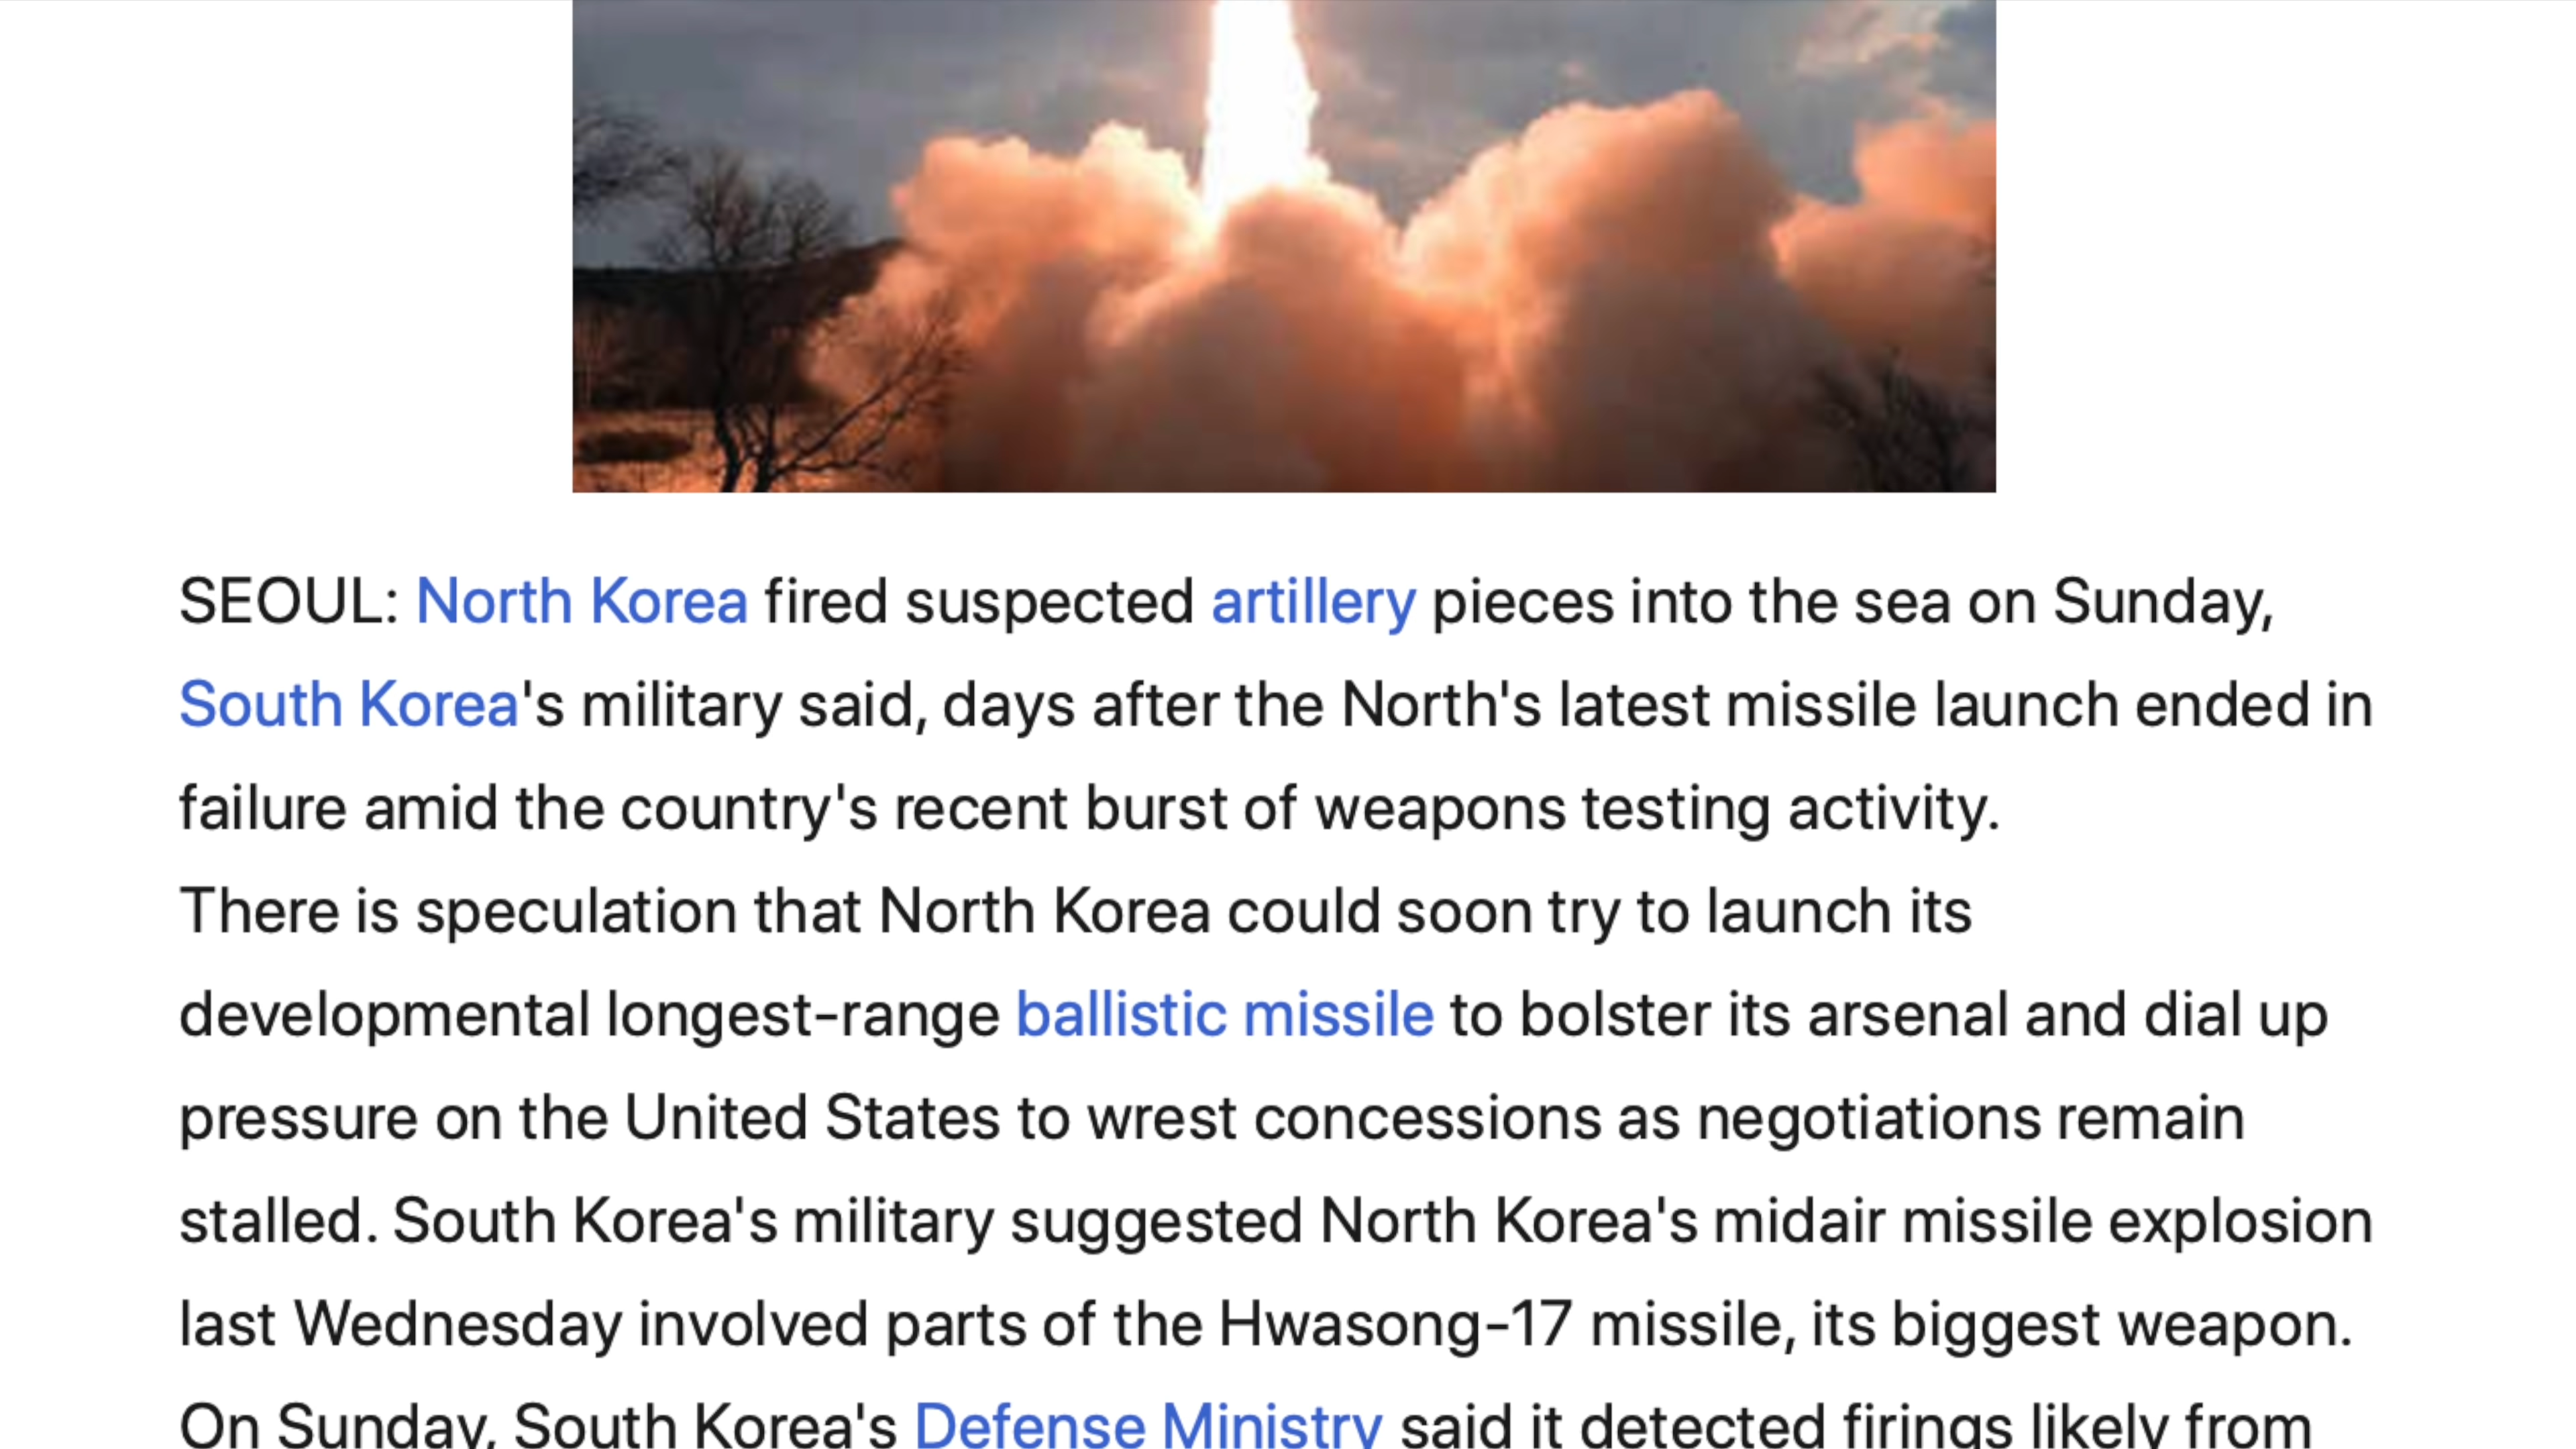 SEOUL: North Korea fired suspected artillery pieces into the sea on Sunday,
South Korea's military said, days after the North's latest missile launch ended in
failure amid the country's recent burst of weapons testing activity.
There is speculation that North Korea could soon try to launch its
developmental longest-range ballistic missile to bolster its arsenal and dial up
pressure on the United States to wrest concessions as negotiations remain
stalled. South Korea's military suggested North Korea's midair missile explosion
last Wednesday involved parts of the Hwasong-17 missile, its biggest weapon.
On Sunday, South Korea's Defense Ministry said it detected firings likely from